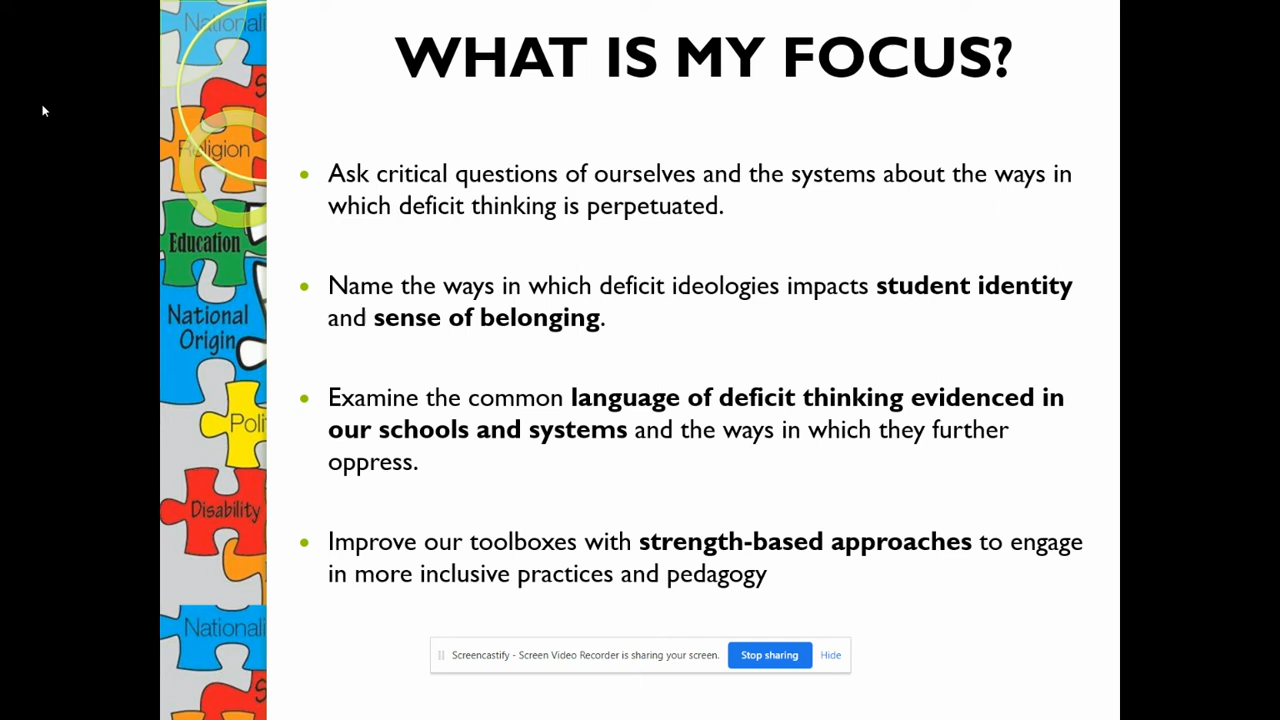 WHAT IS MY FOCUS?
Ask critical questions of ourselves and the systems about the ways in
which deficit thinking is perpetuated.
Name the ways in which deficit ideologies impacts student identity
and sense of belonging.
Examine the common language of deficit thinking evidenced in
our schools and systems and the ways in which they further
oppress.
Improve our toolboxes with strength-based approaches to engage
in more inclusive practices and pedagogy
Nationali
S
Religion
Education
National
Origin
Polit
Disability
Nationali
S
Screencastify - Screen Video Recorder is sharing your screen.
Stop sharing
Hide